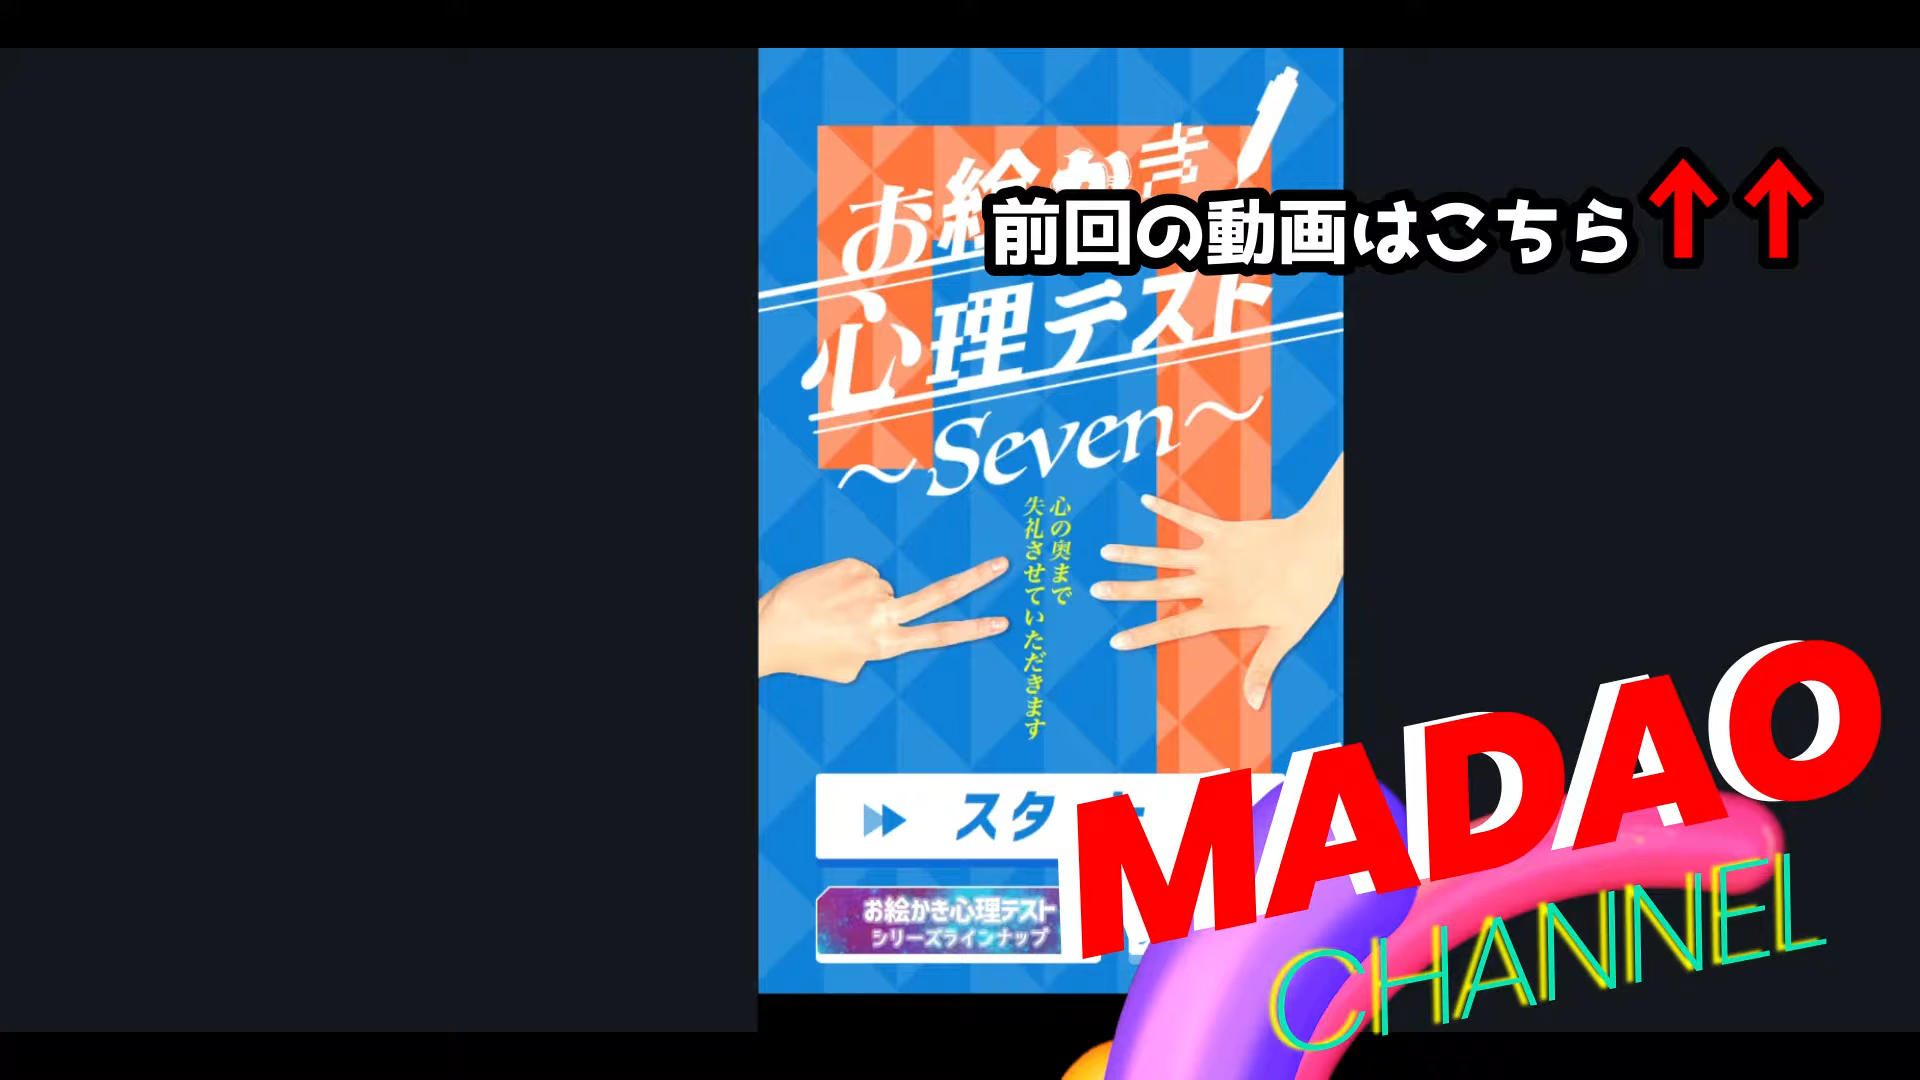 お絵かき
前回の動画はこちら↑↑
心理テスト
～Seven～
心の奥まで
失礼させていただきます
スタ
お絵かき心理テスト
シリーズラインナップ
MADAO
CHANNEL